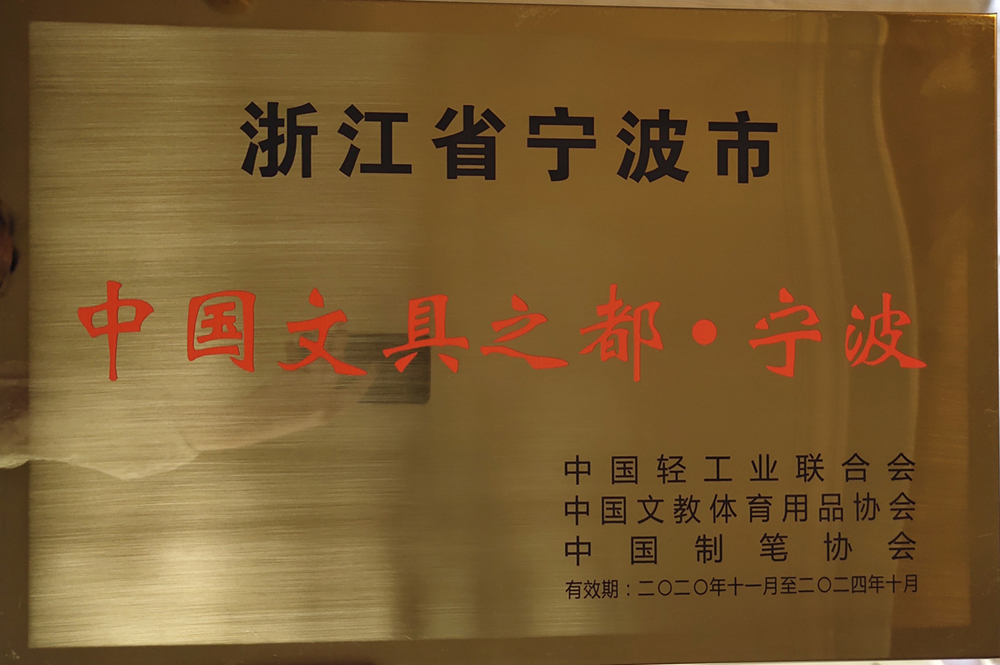 浙江省宁波市
中国文具之都·宁波
中国轻工业联合会
中国文教体育用品协会
中国制笔协会
有效期：二〇二〇年十一月至二〇二四年十月